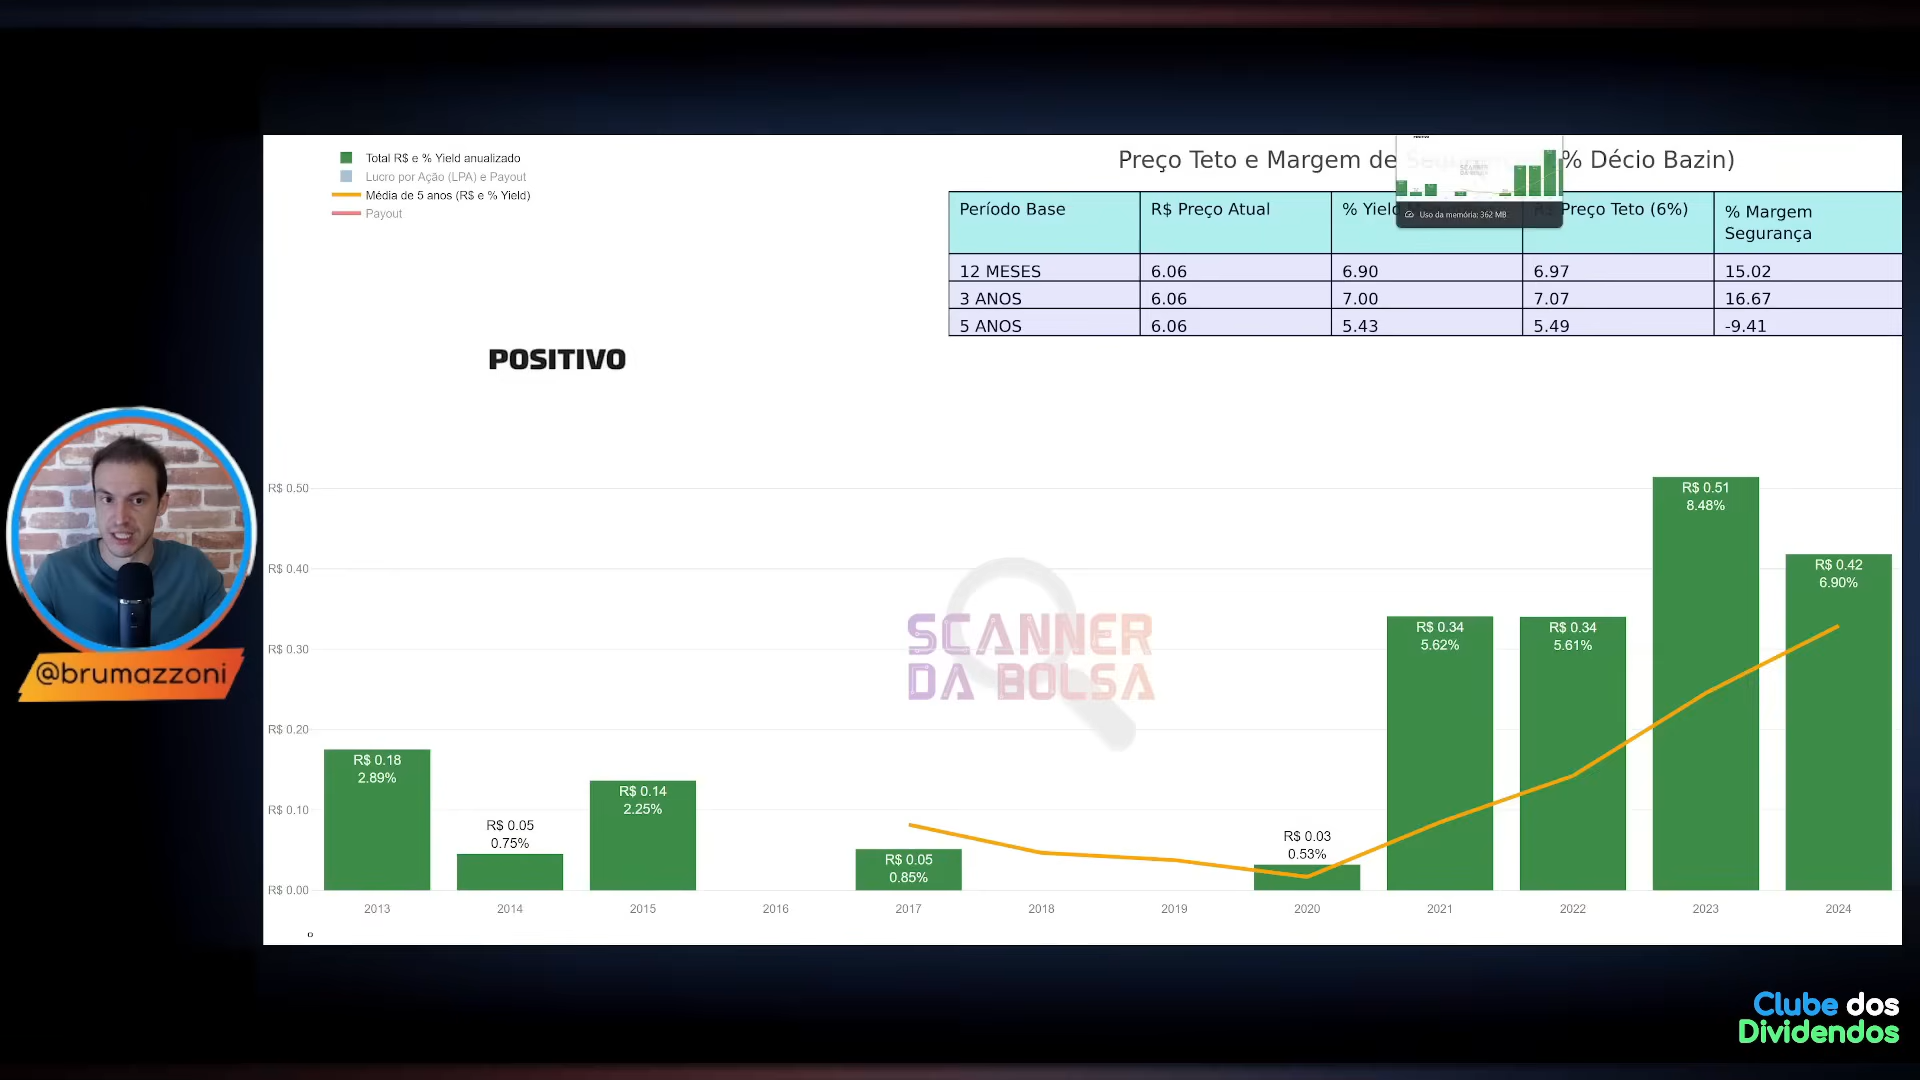 Total R$ e % Yield anualizado
Lucro por Ação (LPA) e Payout
Média de 5 anos (R$ e % Yield)
Payout
Preço Teto e Margem de % Décio Bazin)
Período Base R$ Preço Atual % Yield Preço Teto (6%) % Margem Segurança
12 MESES 6.06 6.90 6.97 15.02
3 ANOS 6.06 7.00 7.07 16.67
5 ANOS 6.06 5.43 5.49 -9.41
Uso da memória: 362 MB
POSITIVO
R$ 0.50
R$ 0.40
R$ 0.30
R$ 0.20
R$ 0.10
R$ 0.00
R$ 0.18
2.89%
R$ 0.05
0.75%
R$ 0.14
2.25%
R$ 0.05
0.85%
R$ 0.03
0.53%
R$ 0.34
5.62%
R$ 0.34
5.61%
R$ 0.51
8.48%
R$ 0.42
6.90%
2013 2014 2015 2016 2017 2018 2019 2020 2021 2022 2023 2024
SCANNER
DA BOLSA
@brumazzoni
Clube dos
Dividendos